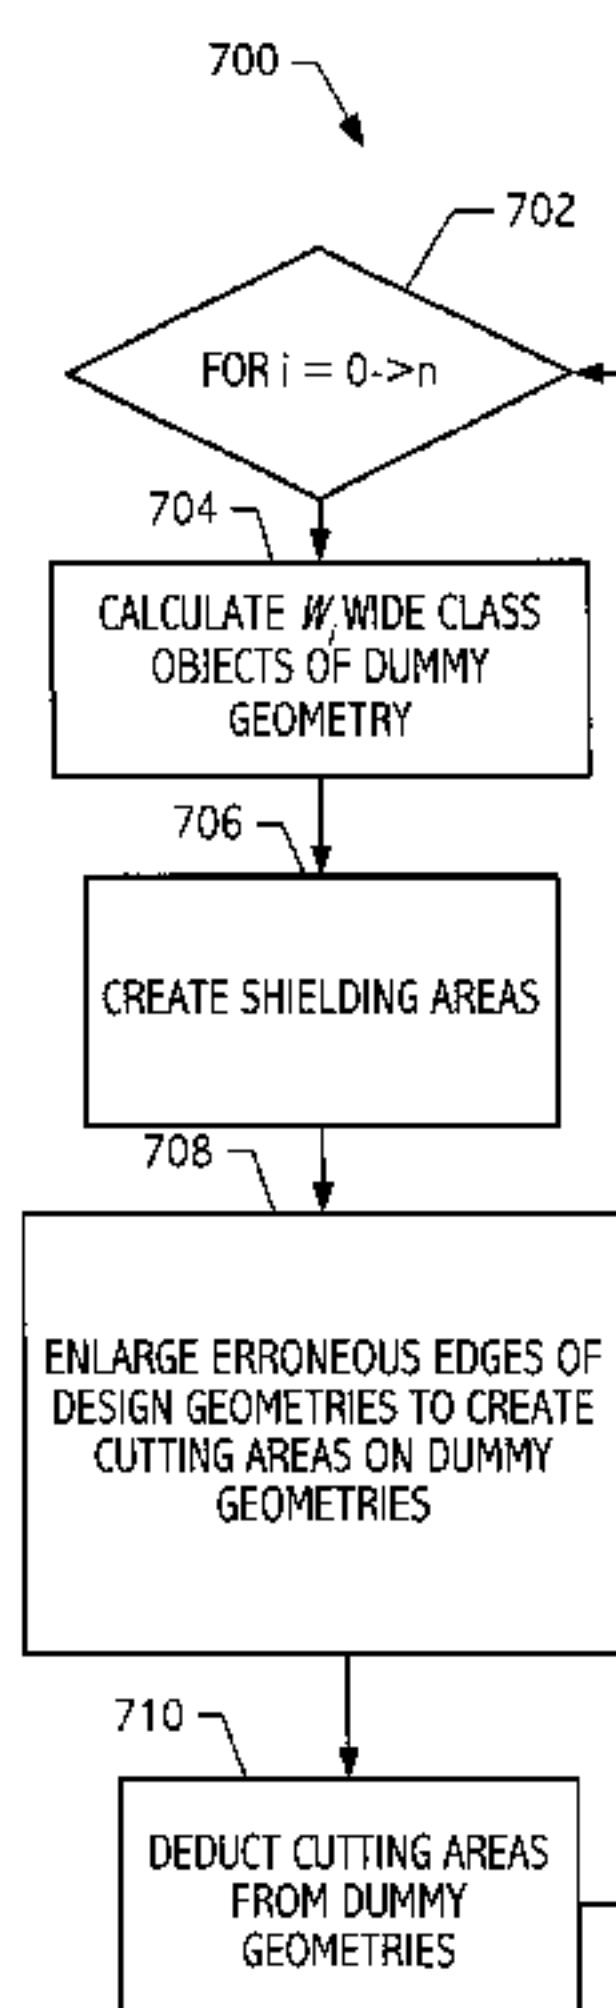 700
702
FOR i = 0->n
704
CALCULATE Wi WIDE CLASS
OBJECTS OF DUMMY
GEOMETRY
706
CREATE SHIELDING AREAS
708
ENLARGE ERRONEOUS EDGES OF
DESIGN GEOMETRIES TO CREATE
CUTTING AREAS ON DUMMY
GEOMETRIES
710
DEDUCT CUTTING AREAS
FROM DUMMY
GEOMETRIES